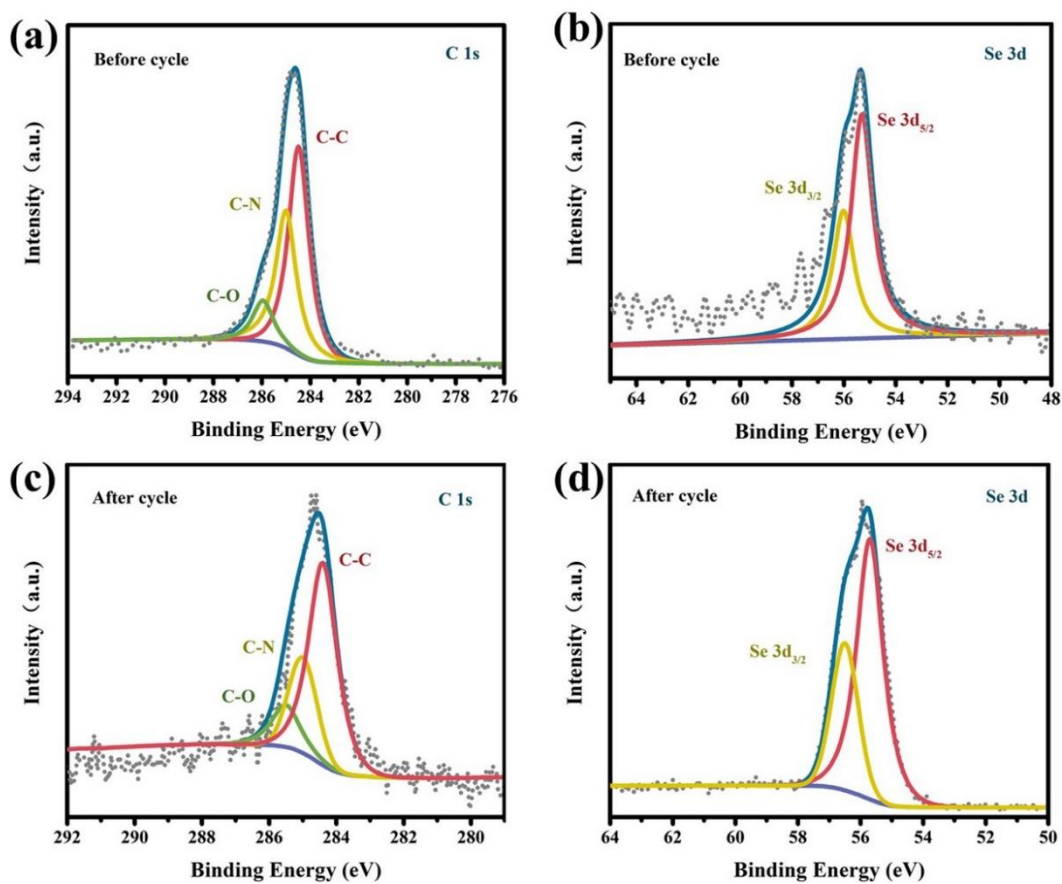 (a)
Before cycle
C 1s
C-C
C-N
C-O
Intensity (a.u.)
294 292 290 288 286 284 282 280 278 276
Binding Energy (eV)
(b)
Before cycle
Se 3d
Se 3d5/2
Se 3d3/2
Intensity (a.u.)
64 62 60 58 56 54 52 50 48
Binding Energy (eV)
(c)
After cycle
C 1s
C-C
C-N
C-O
Intensity (a.u.)
292 290 288 286 284 282 280
Binding Energy (eV)
(d)
After cycle
Se 3d
Se 3d5/2
Se 3d3/2
Intensity (a.u.)
64 62 60 58 56 54 52 50
Binding Energy (eV)